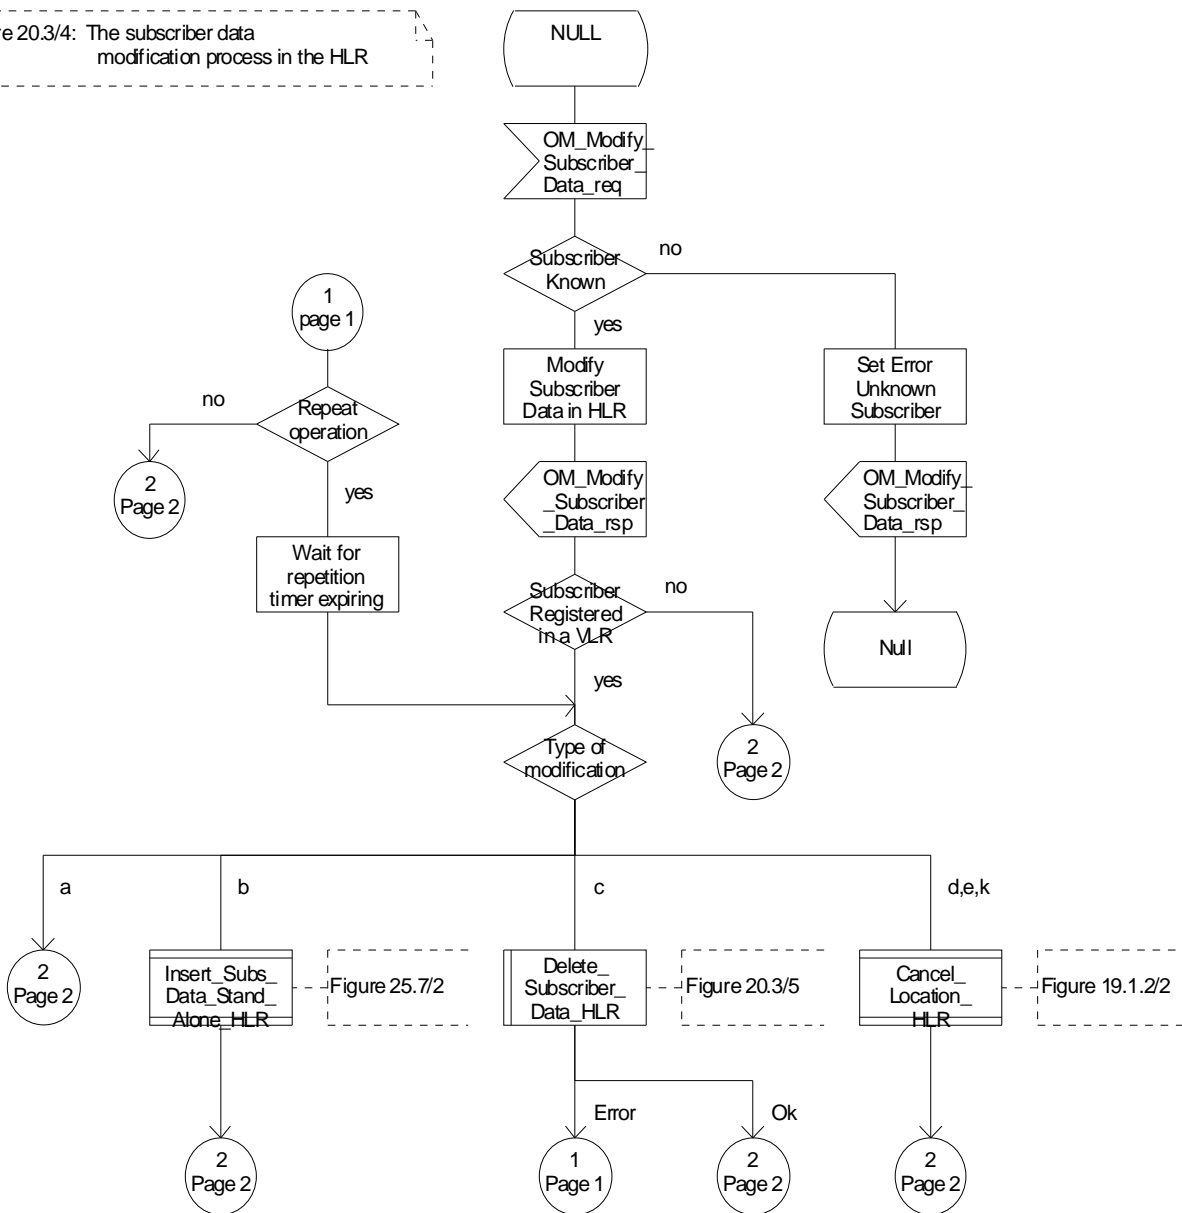 e 20.3/4: The subscriber data
modification process in the HLR
NULL
OM_Modify_
Subscriber_
Data_req
Subscriber
Known
no
yes
1
page 1
Repeat
operation
no
yes
2
Page 2
Wait for
repetition
timer expiring
Modify
Subscriber
Data in HLR
Set Error
Unknown
Subscriber
OM_Modify
_Subscriber
_Data_rsp
OM_Modify_
Subscriber_
Data_rsp
Subscriber
Registered
in a VLR
no
yes
Null
Type of
modification
2
Page 2
a
b
c
d,e,k
2
Page 2
Insert_Subs_
Data_Stand_
Alone_HLR
Figure 25.7/2
Delete_
Subscriber_
Data_HLR
Figure 20.3/5
Cancel_
Location_
HLR
Figure 19.1.2/2
Error
Ok
2
Page 2
1
Page 1
2
Page 2
2
Page 2